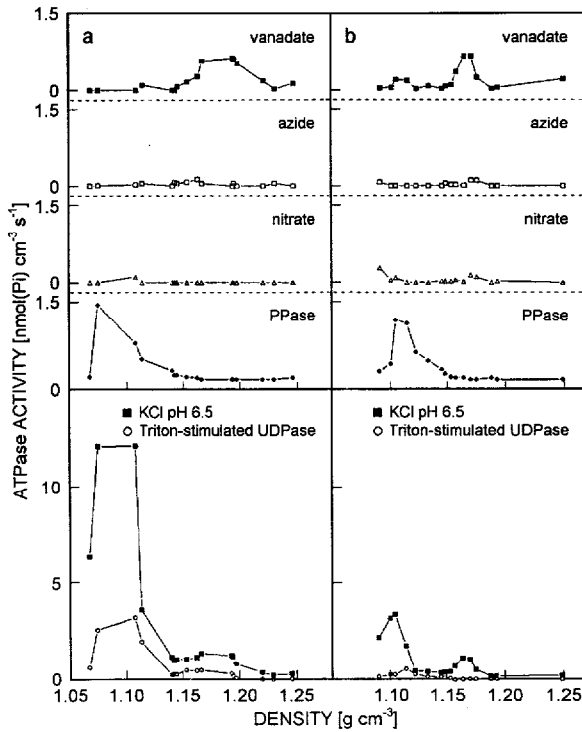 a
vanadate
b
vanadate
1.5
0
azide
azide
1.5
0
nitrate
nitrate
1.5
0
PPase
PPase
1.5
0
ATPase ACTIVITY [nmol(Pi) cm⁻³ s⁻¹]
KCl pH 6.5
Triton-stimulated UDPase
KCl pH 6.5
Triton-stimulated UDPase
10
5
0
1.05 1.10 1.15 1.20 1.25 1.10 1.15 1.20 1.25
DENSITY [g cm⁻³]